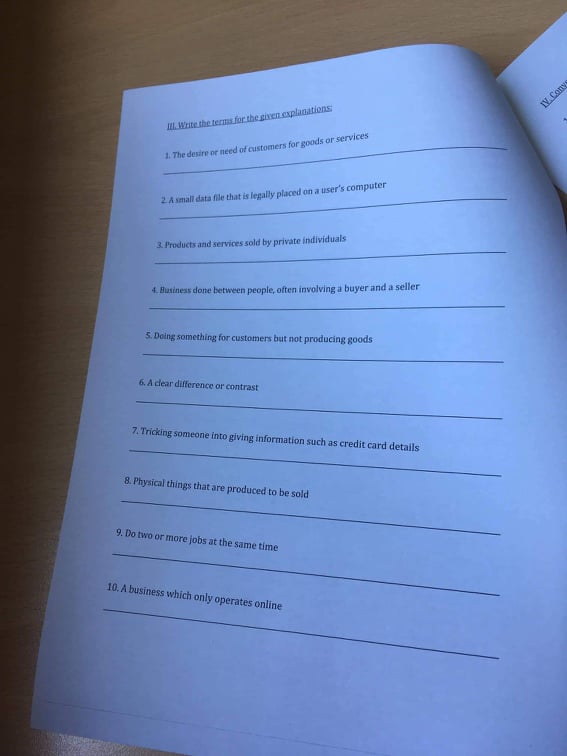 III. Write the terms for the given explanations:
1. The desire or need of customers for goods or services
2. A small data file that is legally placed on a user's computer
3. Products and services sold by private individuals
4. Business done between people, often involving a buyer and a seller
5. Doing something for customers but not producing goods
6. A clear difference or contrast
7. Tricking someone into giving information such as credit card details
8. Physical things that are produced to be sold
9. Do two or more jobs at the same time
10. A business which only operates online
IV.